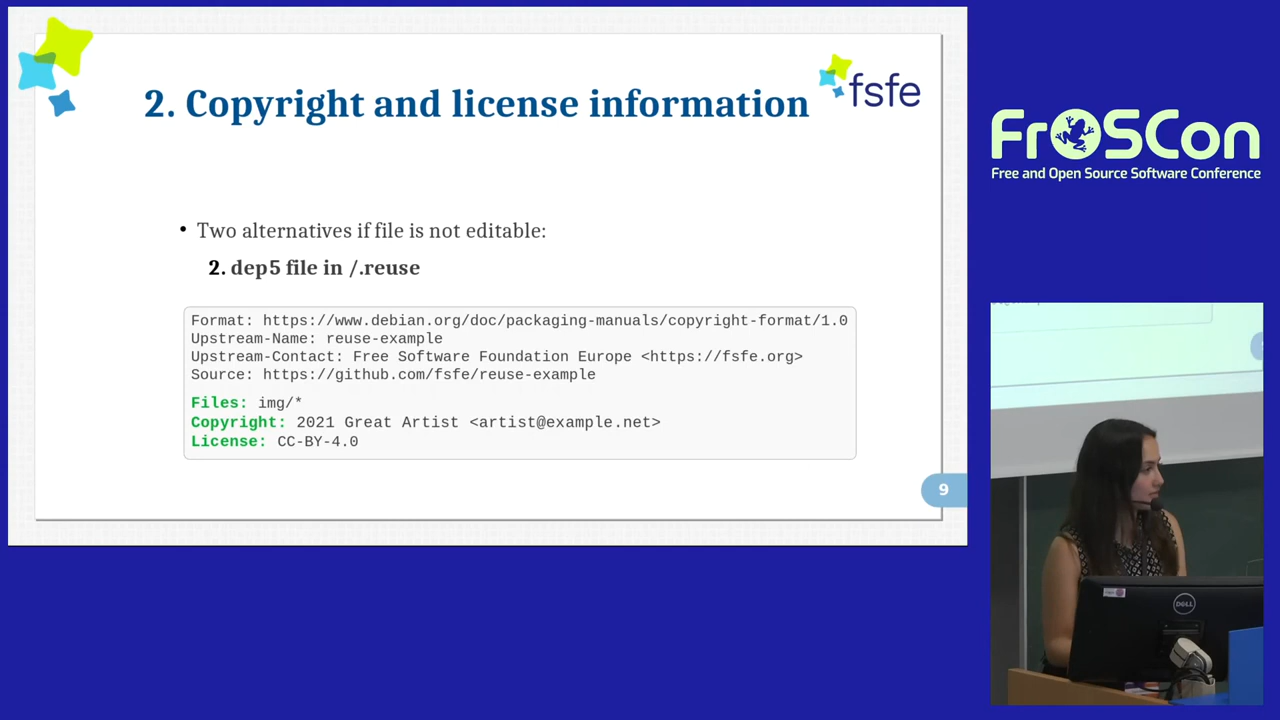 2. Copyright and license information
fsfe
• Two alternatives if file is not editable:
2. dep5 file in /.reuse
Format: https://www.debian.org/doc/packaging-manuals/copyright-format/1.0
Upstream-Name: reuse-example
Upstream-Contact: Free Software Foundation Europe <https://fsfe.org>
Source: https://github.com/fsfe/reuse-example
Files: img/*
Copyright: 2021 Great Artist <artist@example.net>
License: CC-BY-4.0
9
FrOSCon
Free and Open Source Software Conference
DELL